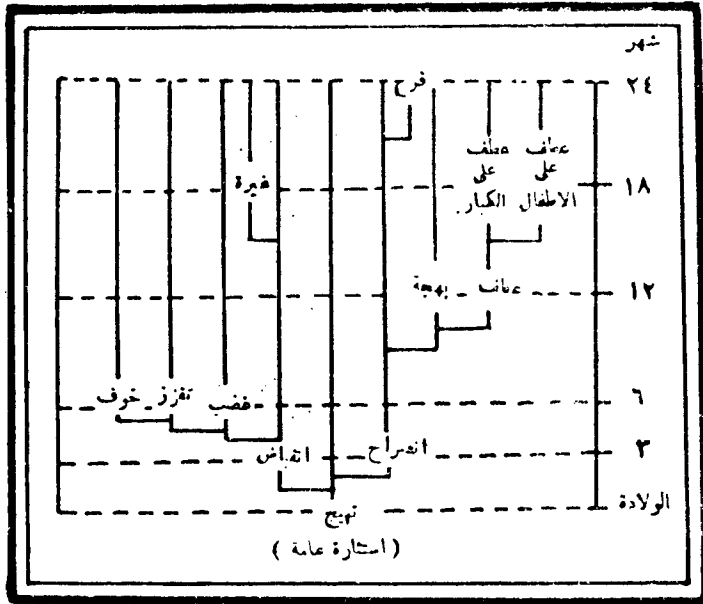 شهر
٢٤
فرح
عطف على الأطفال
عطف على الكبار
غيرة
١٨
١٢
عطف
بهجة
٦
غضب
تقزز
خوف
٣
انشراح
انقباض
الولادة
تهيج
( استثارة عامة )